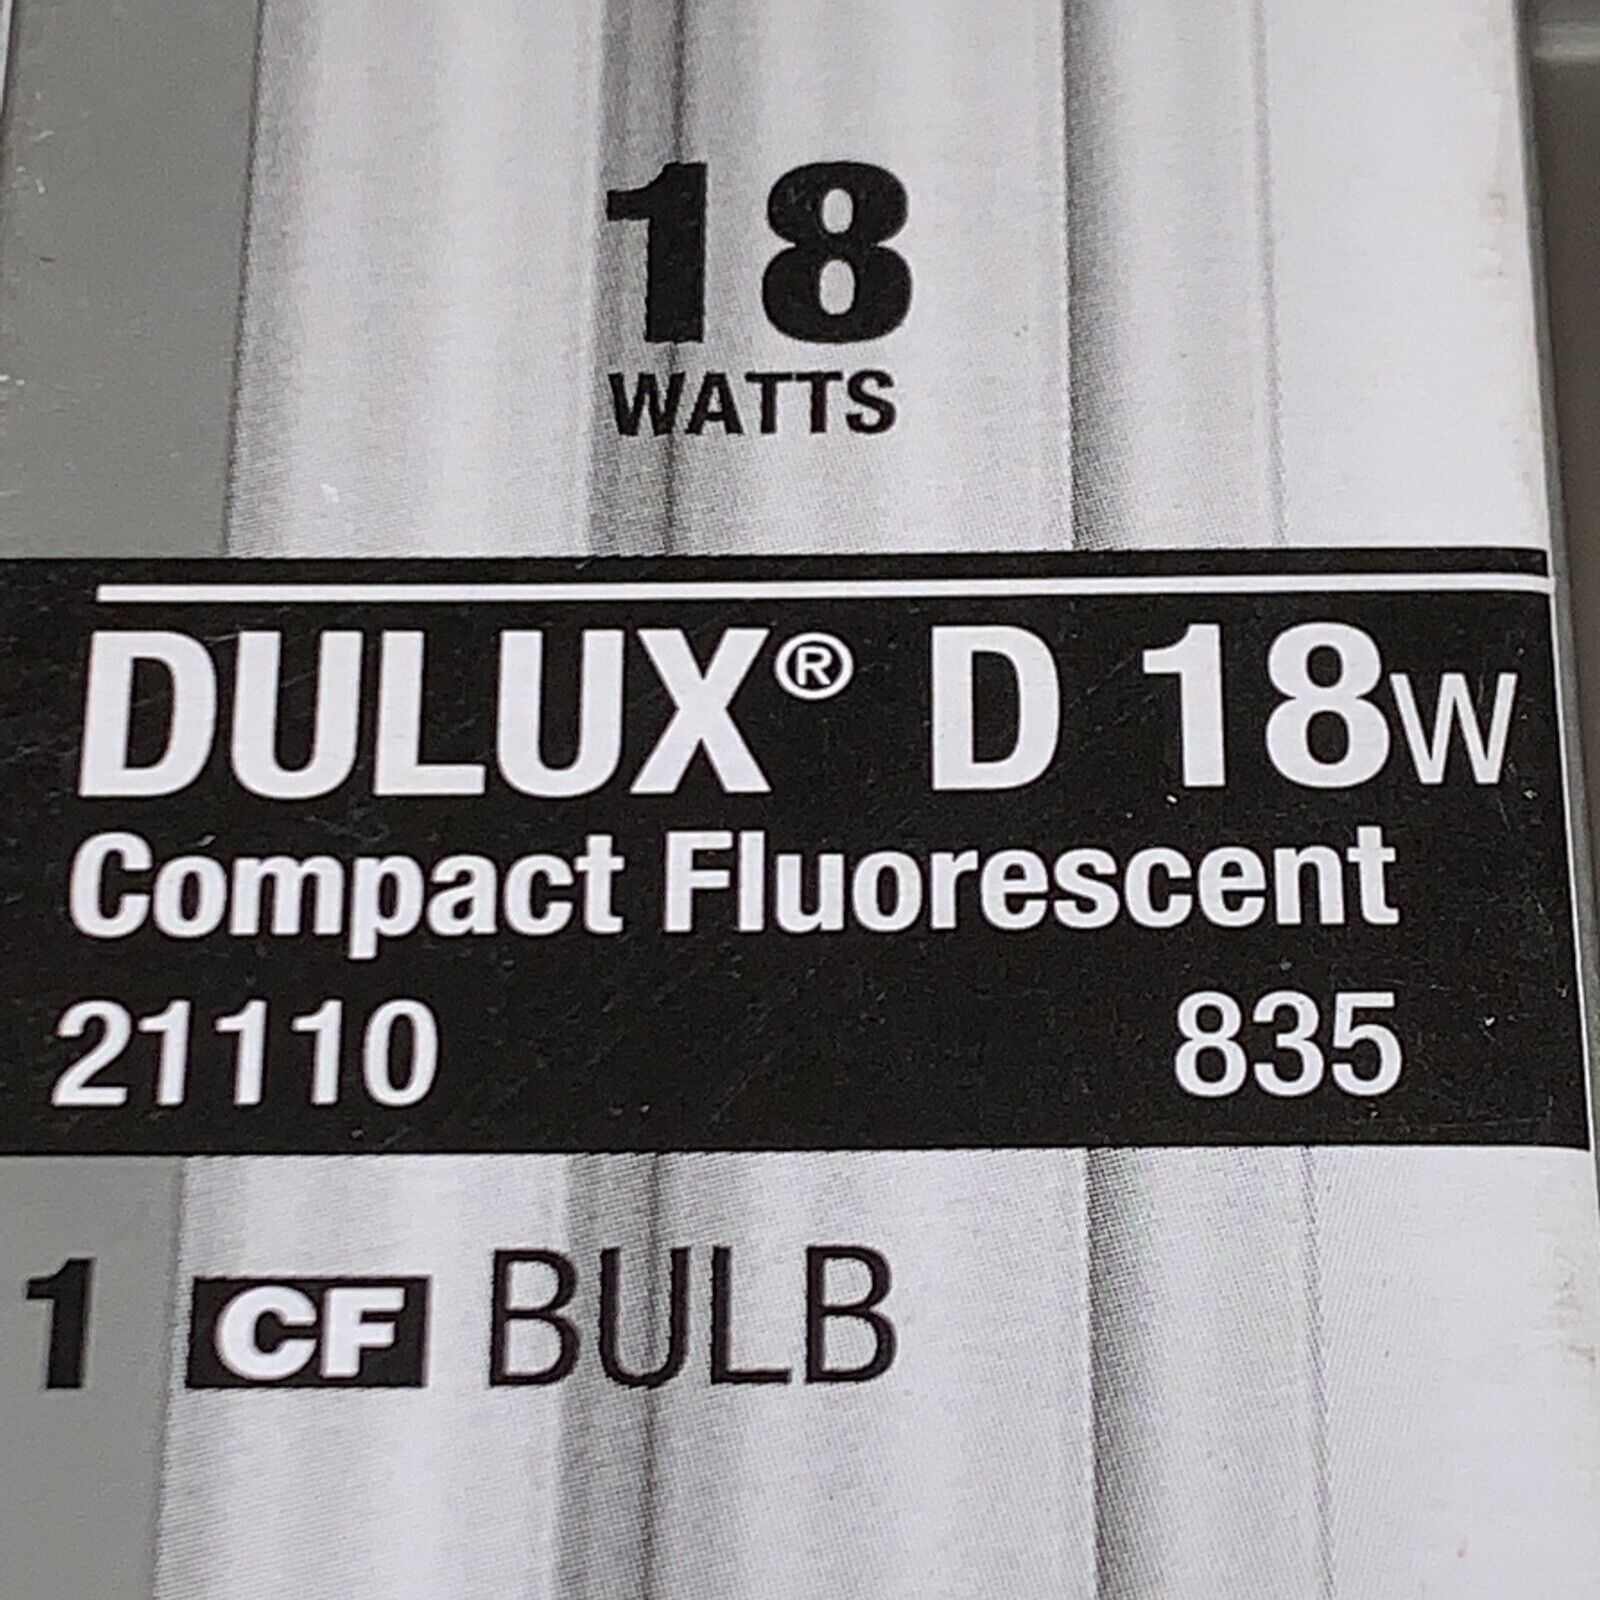 18
WATTS
DULUX® D 18W
Compact Fluorescent
21110 835
1 CF BULB